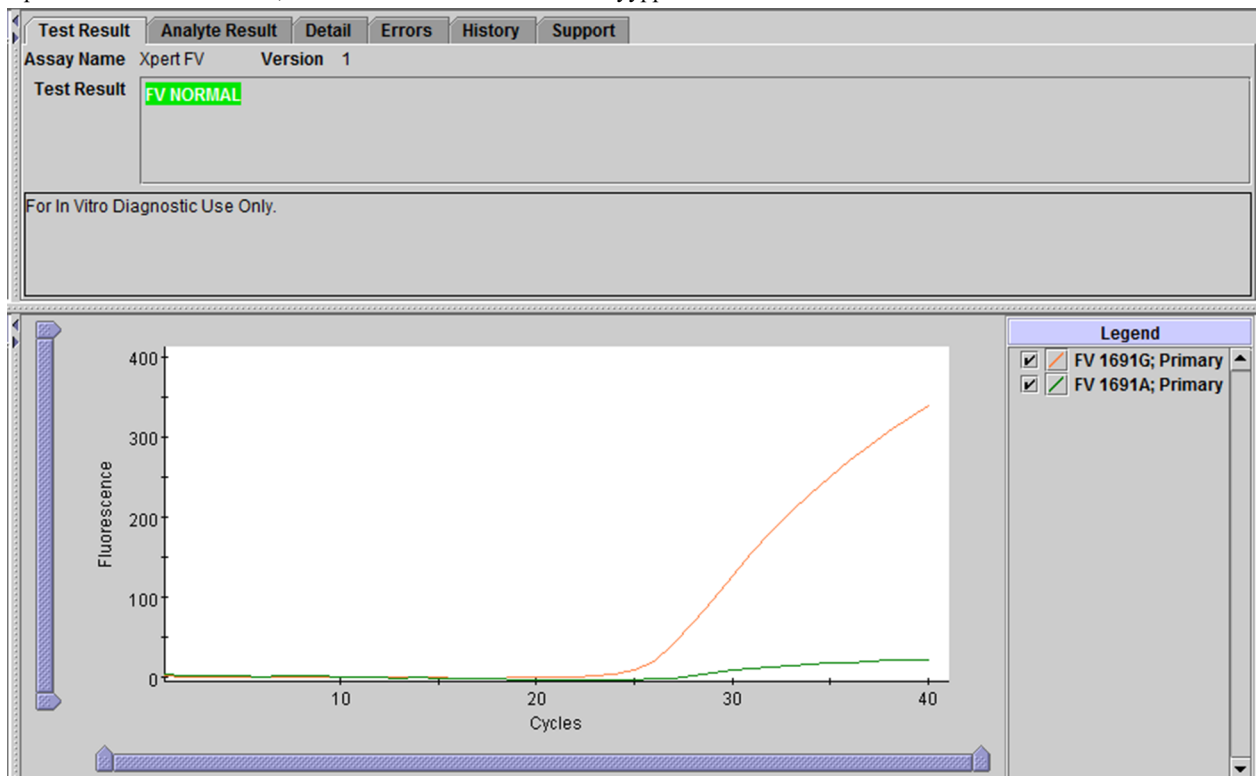 Test Result Analyte Result Detail Errors History Support
Assay Name Xpert FV Version 1
Test Result FV NORMAL
For In Vitro Diagnostic Use Only.
Legend
FV 1691G; Primary
FV 1691A; Primary
Fluorescence
400
300
200
100
0
10 20 30 40
Cycles